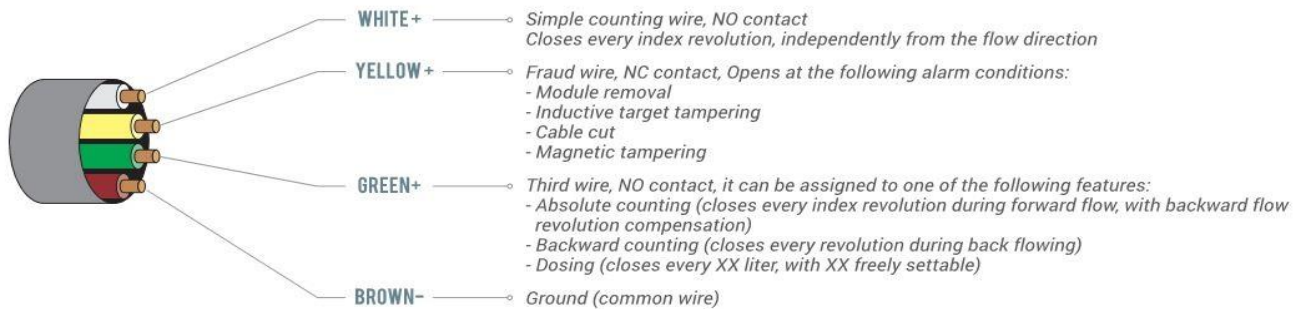 WHITE+
Simple counting wire, NO contact
Closes every index revolution, independently from the flow direction
YELLOW+
Fraud wire, NC contact, Opens at the following alarm conditions:
- Module removal
- Inductive target tampering
- Cable cut
- Magnetic tampering
GREEN+
Third wire, NO contact, it can be assigned to one of the following features:
- Absolute counting (closes every index revolution during forward flow, with backward flow
revolution compensation)
- Backward counting (closes every revolution during back flowing)
- Dosing (closes every XX liter, with XX freely settable)
BROWN-
Ground (common wire)